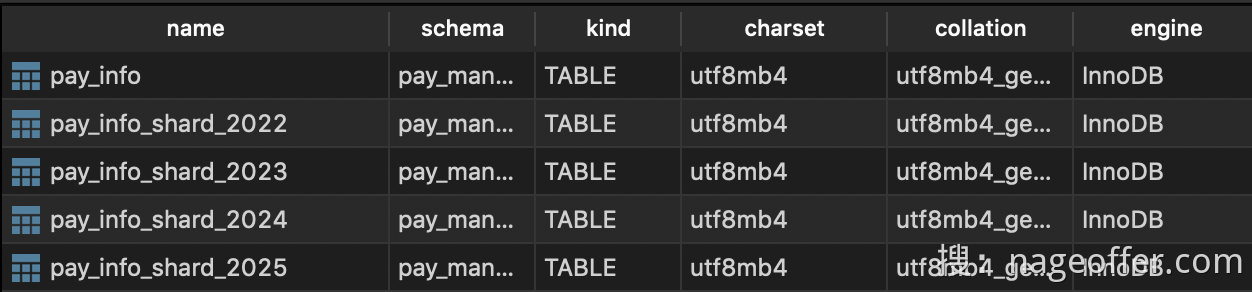 name schema kind charset collation engine
pay_info pay_man... TABLE utf8mb4 utf8mb4_ge... InnoDB
pay_info_shard_2022 pay_man... TABLE utf8mb4 utf8mb4_ge... InnoDB
pay_info_shard_2023 pay_man... TABLE utf8mb4 utf8mb4_ge... InnoDB
pay_info_shard_2024 pay_man... TABLE utf8mb4 utf8mb4_ge... InnoDB
pay_info_shard_2025 pay_man... TABLE utf8mb4 utf8mb4_ge... InnoDB
搜：nageoffer.com